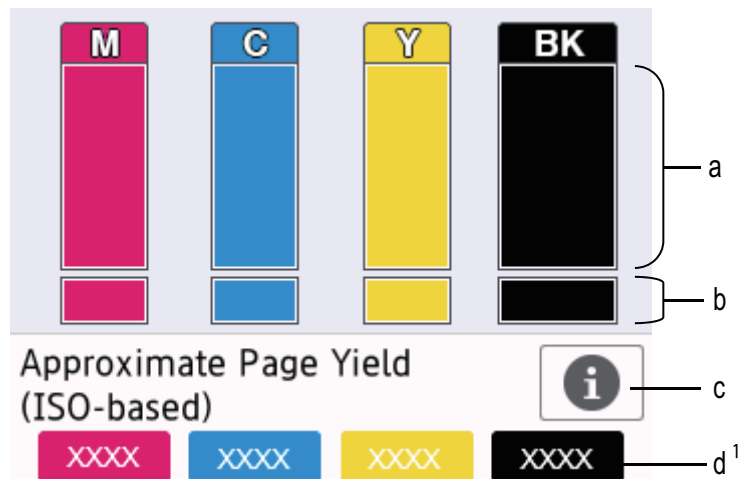 M C Y BK
a
b
Approximate Page Yield
(ISO-based)
i
c
XXXX XXXX XXXX XXXX
d 1